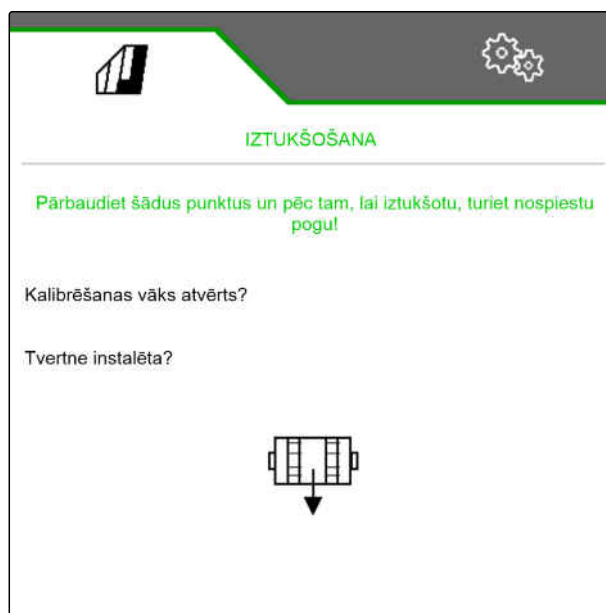 IZTUKŠOŠANA
Pārbaudiet šādus punktus un pēc tam, lai iztukšotu, turiet nospiestu
pogu!
Kalibrēšanas vāks atvērts?
Tvertne instalēta?